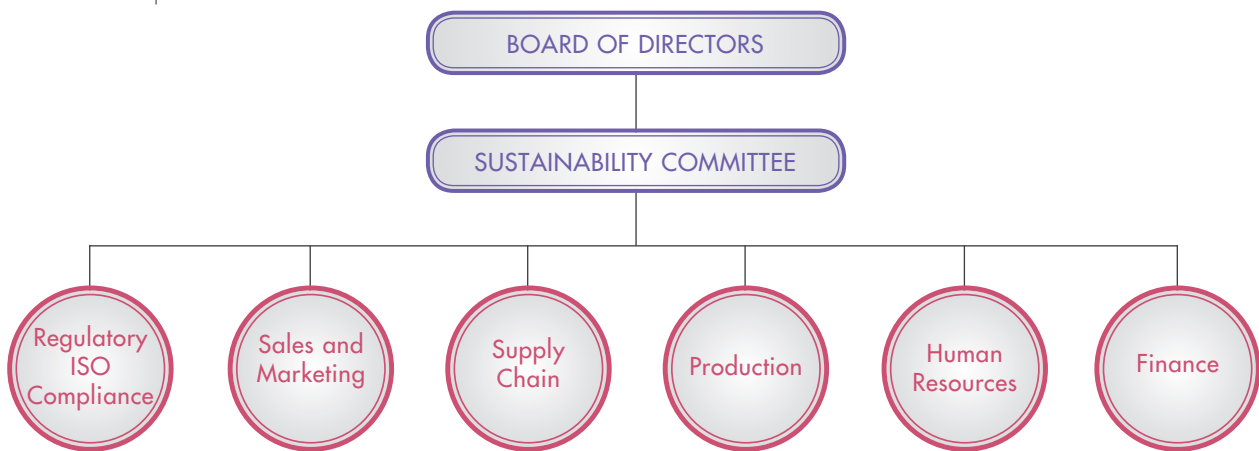 BOARD OF DIRECTORS
SUSTAINABILITY COMMITTEE
Regulatory
ISO
Compliance
Sales and
Marketing
Supply
Chain
Production
Human
Resources
Finance